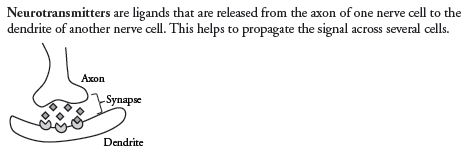 Neurotransmitters are ligands that are released from the axon of one nerve cell to the
dendrite of another nerve cell. This helps to propagate the signal across several cells.
Axon
Synapse
Dendrite